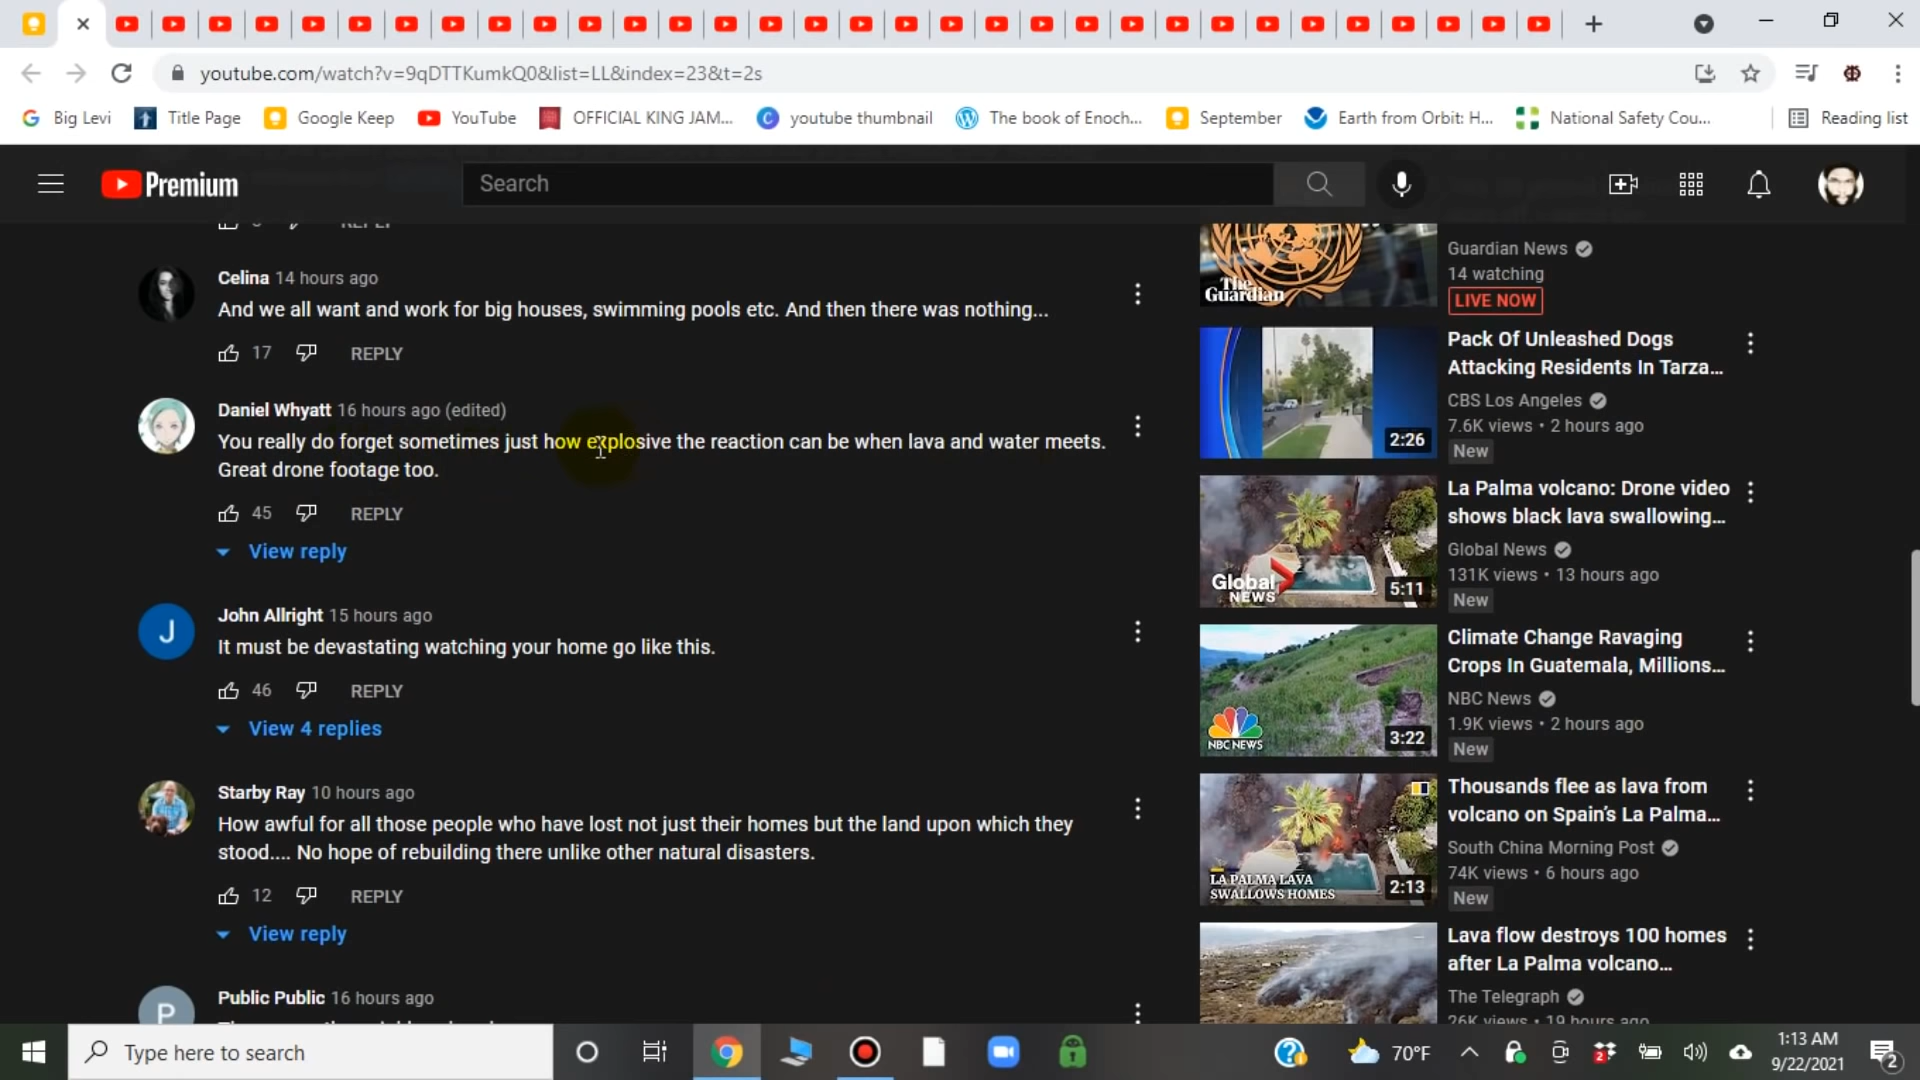 youtube.com/watch?v=9qDTTKumkQ0&list=LL&index=23&t=2s
Big Levi
Title Page
Google Keep
YouTube
OFFICIAL KING JAM...
youtube thumbnail
The book of Enoch...
September
Earth from Orbit: H...
National Safety Cou...
Reading list
Premium
Search
REPLY
Celina 14 hours ago
And we all want and work for big houses, swimming pools etc. And then there was nothing...
17 REPLY
Daniel Whyatt 16 hours ago (edited)
You really do forget sometimes just how explosive the reaction can be when lava and water meets.
Great drone footage too.
45 REPLY
View reply
John Allright 15 hours ago
J
It must be devastating watching your home go like this.
46 REPLY
View 4 replies
Starby Ray 10 hours ago
How awful for all those people who have lost not just their homes but the land upon which they
stood.... No hope of rebuilding there unlike other natural disasters.
12 REPLY
View reply
Public Public 16 hours ago
P
The Guardian
Guardian News
14 watching
LIVE NOW
2:26
Pack Of Unleashed Dogs
Attacking Residents In Tarza...
CBS Los Angeles
7.6K views • 2 hours ago
New
Global
NEWS
5:11
La Palma volcano: Drone video
shows black lava swallowing...
Global News
131K views • 13 hours ago
New
NBC NEWS
3:22
Climate Change Ravaging
Crops In Guatemala, Millions...
NBC News
1.9K views • 2 hours ago
New
LA PALMA LAVA
SWALLOWS HOMES
2:13
Thousands flee as lava from
volcano on Spain's La Palma...
South China Morning Post
74K views • 6 hours ago
New
Lava flow destroys 100 homes
after La Palma volcano...
The Telegraph
26K views • 19 hours ago
Type here to search
70°F
2
1:13 AM
9/22/2021
2